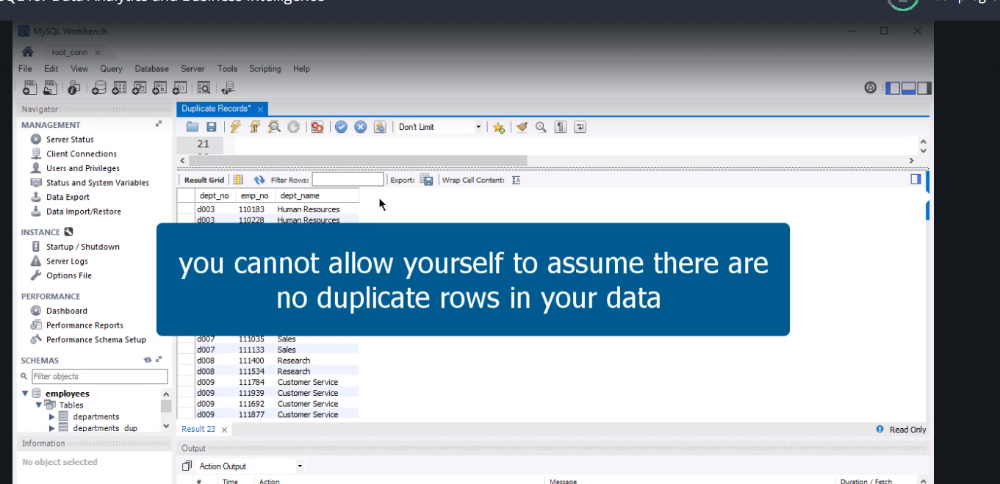 SQL for Data Analytics and Business Intelligence
MySQL Workbench
root_conn
File Edit View Query Database Server Tools Scripting Help
Navigator
MANAGEMENT
Server Status
Client Connections
Users and Privileges
Status and System Variables
Data Export
Data Import/Restore
INSTANCE
Startup / Shutdown
Server Logs
Options File
PERFORMANCE
Dashboard
Performance Reports
Performance Schema Setup
SCHEMAS
Filter objects
employees
Tables
departments
departments_dup
Information
No object selected
Duplicate Records*
Don't Limit
21
Result Grid Filter Rows: Export: Wrap Cell Content:
dept_no emp_no dept_name
d003 110183 Human Resources
d003 110228 Human Resources
you cannot allow yourself to assume there are
no duplicate rows in your data
d007 111035 Sales
d007 111133 Sales
d008 111400 Research
d008 111534 Research
d009 111784 Customer Service
d009 111939 Customer Service
d009 111692 Customer Service
d009 111877 Customer Service
Result 23 Read Only
Output
Action Output
# Time Action Message Duration / Fetch